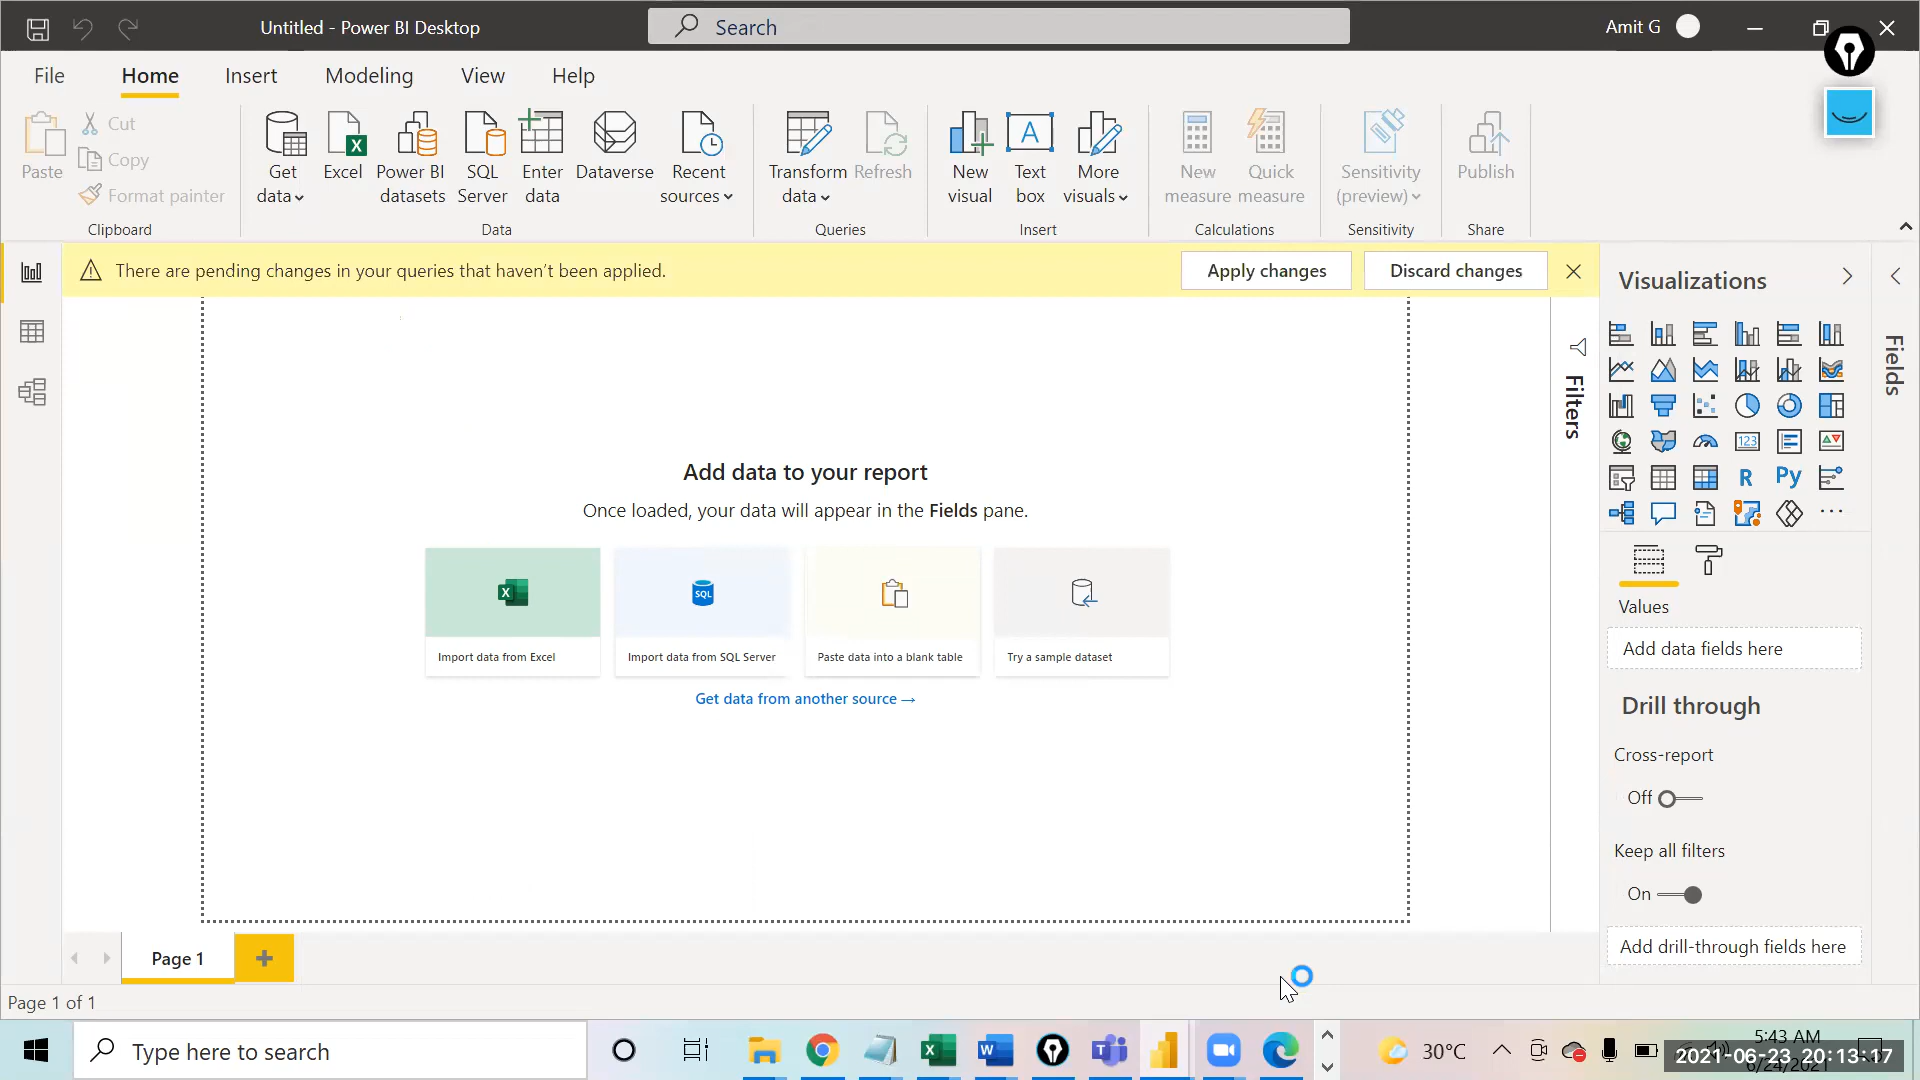 Untitled - Power BI Desktop
Search
Amit G
File Home Insert Modeling View Help
Paste
Cut
Copy
Format painter
Clipboard
Get data
Excel
Power BI datasets
SQL Server
Enter data
Dataverse
Recent sources
Data
Transform data
Refresh
Queries
New visual
Text box
More visuals
Insert
New measure
Quick measure
Calculations
Sensitivity (preview)
Sensitivity
Publish
Share
There are pending changes in your queries that haven't been applied.
Apply changes
Discard changes
Add data to your report
Once loaded, your data will appear in the Fields pane.
SQL
Import data from Excel
Import data from SQL Server
Paste data into a blank table
Try a sample dataset
Get data from another source →
Filters
Visualizations
123
R
Py
Values
Add data fields here
Drill through
Cross-report
Off
Keep all filters
On
Add drill-through fields here
Fields
Page 1
Page 1 of 1
Type here to search
30°C
5:43 AM
6/24/2021
2021-06-23 20:13:17